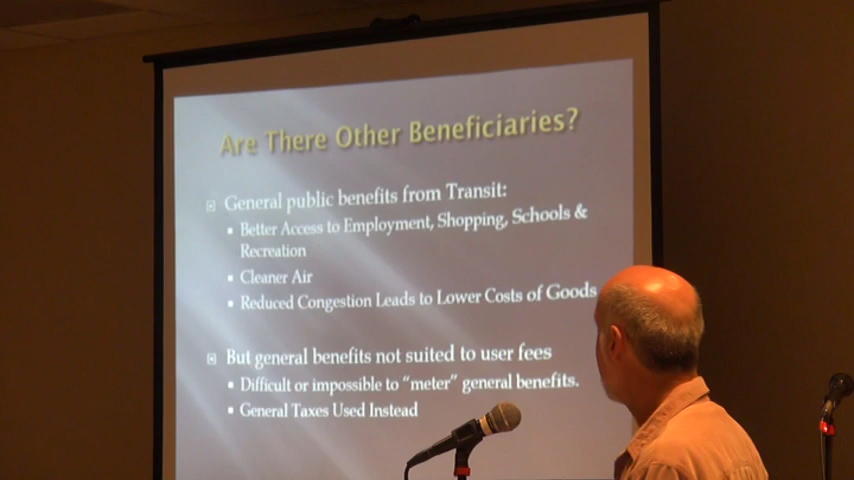 Are There Other Beneficiaries?
General public benefits from Transit:
Better Access to Employment, Shopping, Schools &
Recreation
Cleaner Air
Reduced Congestion Leads to Lower Costs of Goods
But general benefits not suited to user fees
Difficult or impossible to “meter” general benefits.
General Taxes Used Instead